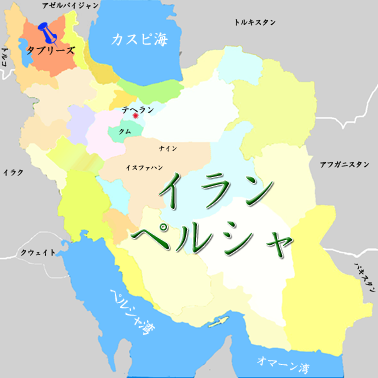 アゼルバイジャン
トルキスタン
カスピ海
タブリーズ
トルコ
テヘラン
クム
ナイン
イスファハン
アフガニスタン
イラク
イラン
ペルシャ
クウェイト
パキスタン
ペルシャ湾
オマーン湾